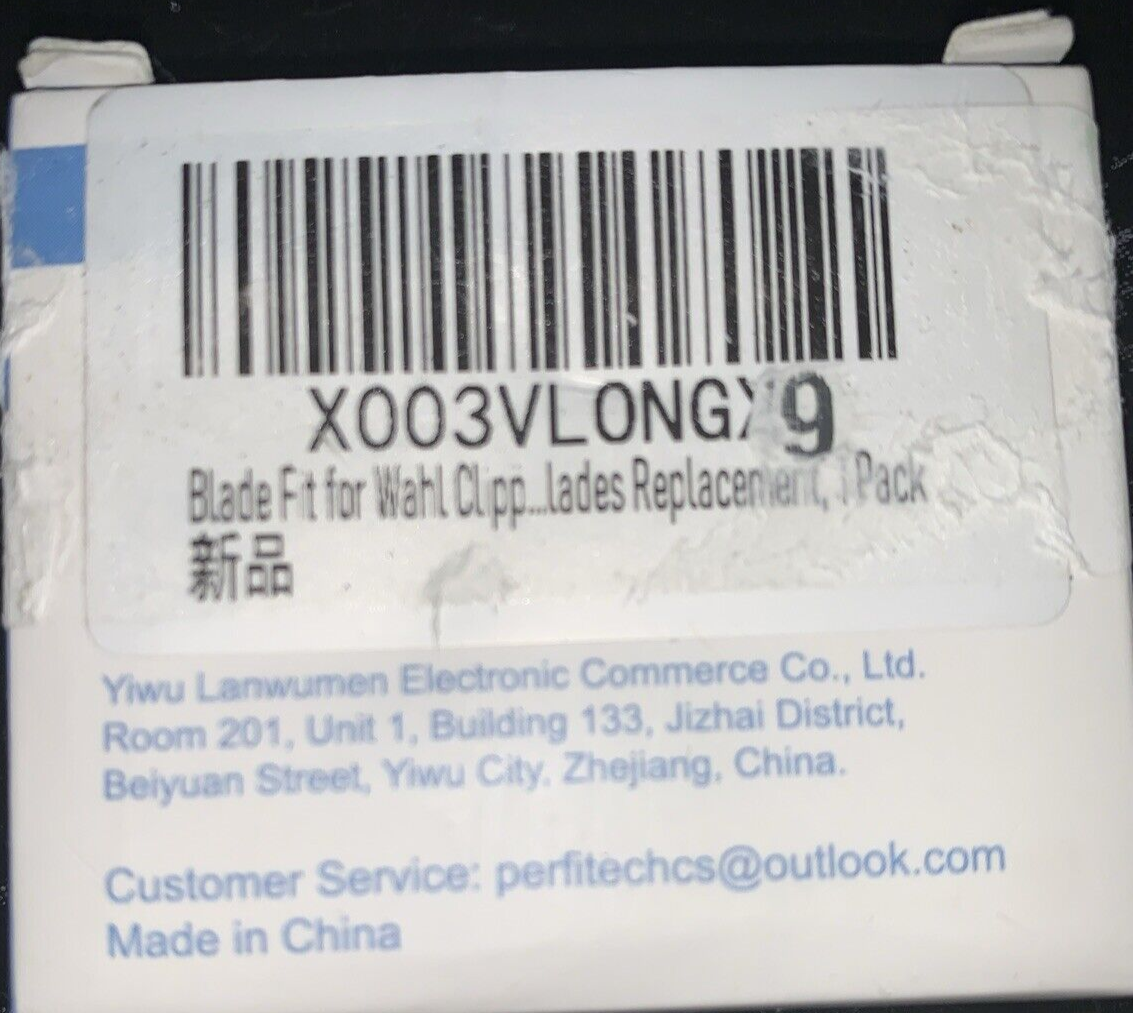 X003VL0NGX9
Blade Fit for Wahl Clipp...lades Replacement, 1 Pack
新品
Yiwu Lanwumen Electronic Commerce Co., Ltd.
Room 201, Unit 1, Building 133, Jizhai District,
Beiyuan Street, Yiwu City, Zhejiang, China.
Customer Service: perfitechcs@outlook.com
Made in China